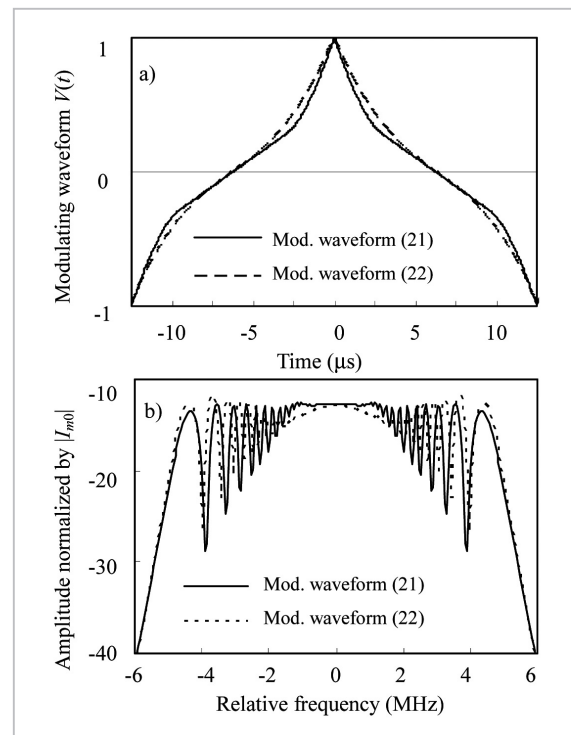 Modulating waveform V(t)
1
0
-1
a)
Mod. waveform (21)
Mod. waveform (22)
-10 -5 0 5 10
Time (μs)
Amplitude normalized by |I_m0|
-10
-20
-30
-40
b)
Mod. waveform (21)
Mod. waveform (22)
-6 -4 -2 0 2 4 6
Relative frequency (MHz)